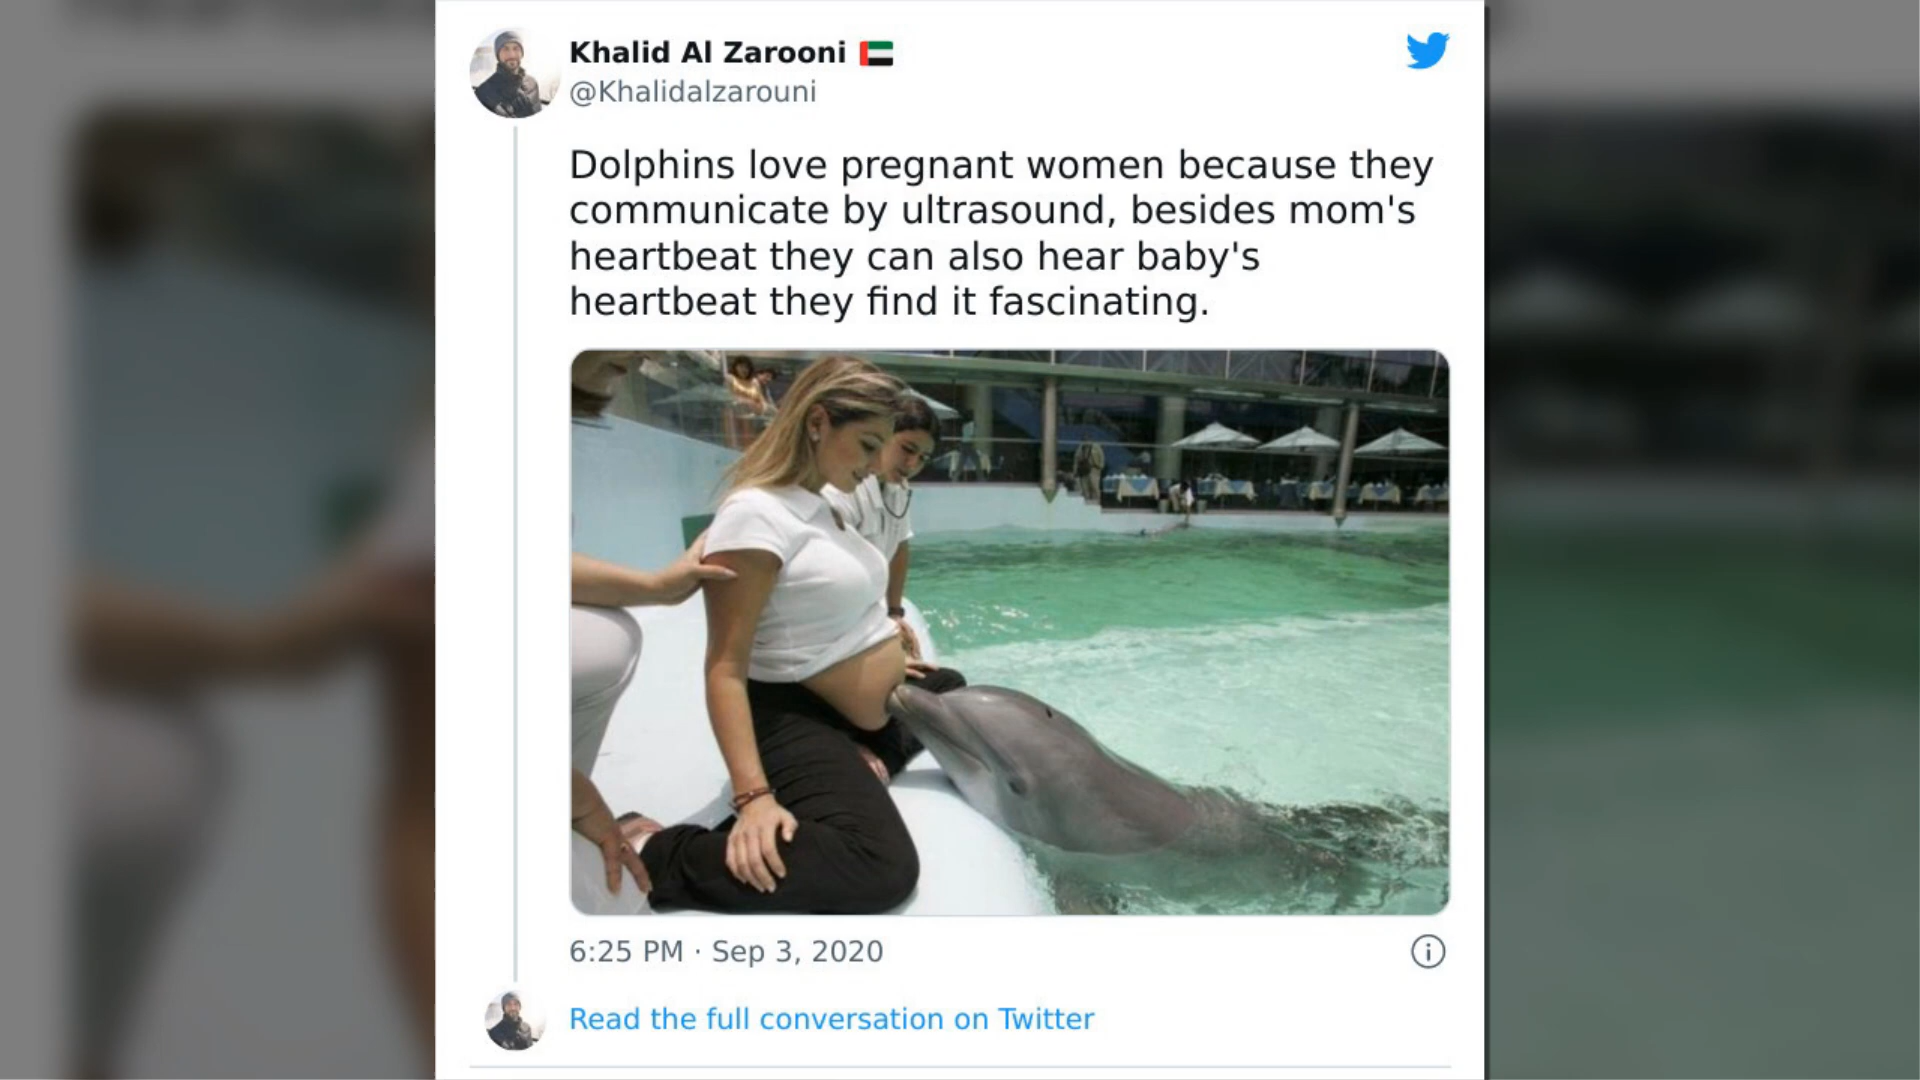 Khalid Al Zarooni 🇦🇪
@Khalidalzarouni
Dolphins love pregnant women because they
communicate by ultrasound, besides mom's
heartbeat they can also hear baby's
heartbeat they find it fascinating.
6:25 PM · Sep 3, 2020
Read the full conversation on Twitter